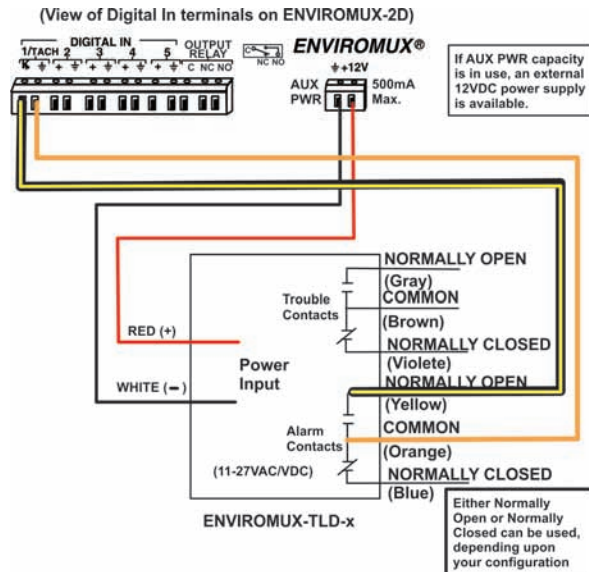 (View of Digital In terminals on ENVIROMUX-2D)
DIGITAL IN
1/TACH 2 3 4 5
OUTPUT
RELAY
+ ⏚ + ⏚ + ⏚ + ⏚ C NC NO
NC NO
ENVIROMUX®
⏚ +12V
AUX
PWR
500mA
Max.
If AUX PWR capacity
is in use, an external
12VDC power supply
is available.
NORMALLY OPEN
(Gray)
Trouble
Contacts
COMMON
(Brown)
RED (+)
NORMALLY CLOSED
(Violete)
Power
Input
WHITE (-)
NORMALLY OPEN
(Yellow)
Alarm
Contacts
COMMON
(Orange)
(11-27VAC/VDC)
NORMALLY CLOSED
(Blue)
ENVIROMUX-TLD-x
Either Normally
Open or Normally
Closed can be used,
depending upon
your configuration